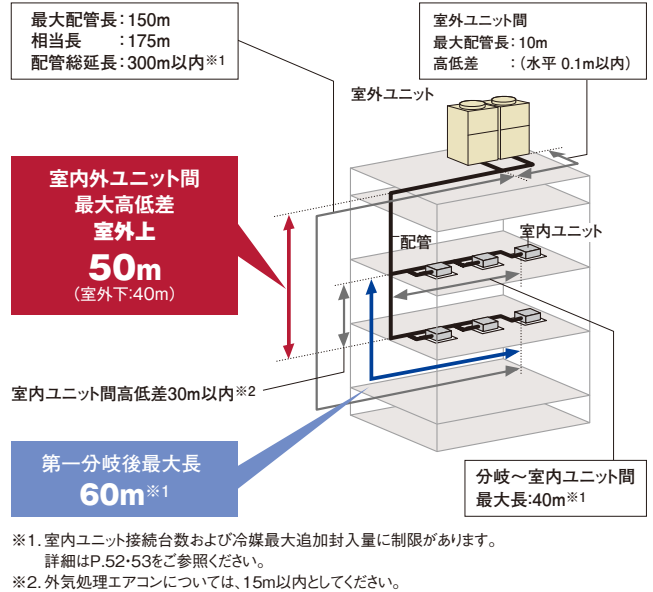 最大配管長:150m
相当長　:175m
配管総延長:300m以内※1
室外ユニット間
最大配管長:10m
高低差　:(水平 0.1m以内)
室外ユニット
室内外ユニット間
最大高低差
室外上
50m
(室外下:40m)
配管
室内ユニット
室内ユニット間高低差30m以内※2
第一分岐後最大長
60m※1
分岐～室内ユニット間
最大長:40m※1
※1. 室内ユニット接続台数および冷媒最大追加封入量に制限があります。
詳細はP.52・53をご参照ください。
※2. 外気処理エアコンについては、15m以内としてください。